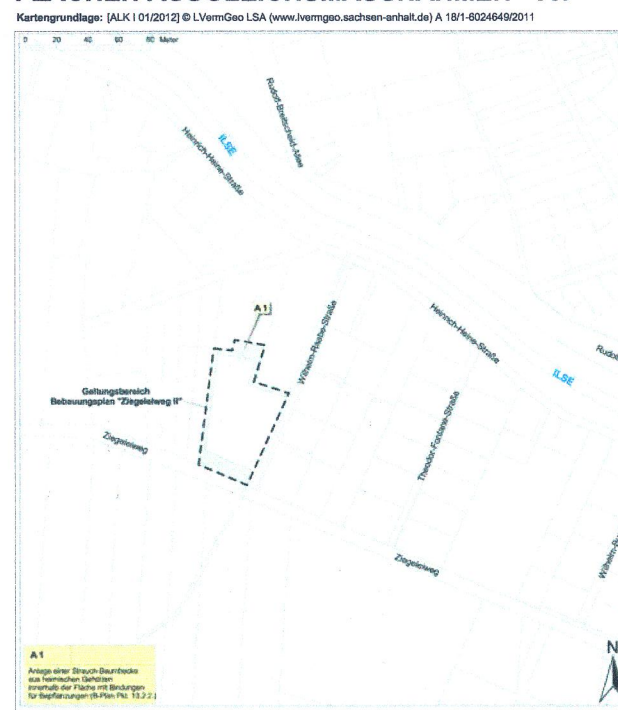 Kartengrundlage: [ALK I 01/2012] © LVermGeo LSA (www.lvermgeo.sachsen-anhalt.de) A 18/1-6024649/2011
0 20 40 60 80 Meter
Rudolf-Breitscheid-Allee
ILSE
Heinrich-Heine-Straße
A 1
Wilhelm-Raabe-Straße
Heinrich-Heine-Straße
ILSE
Geltungsbereich
Bebauungsplan "Ziegeleiweg II"
Theodor-Fontane-Straße
Ziegeleiweg
Ziegeleiweg
N
A 1
Anlage einer Strauch-Baumhecke
aus heimischen Gehölzen
innerhalb der Fläche mit Bindungen
für Bepflanzungen (B-Plan Pkt. 13.2.2.)